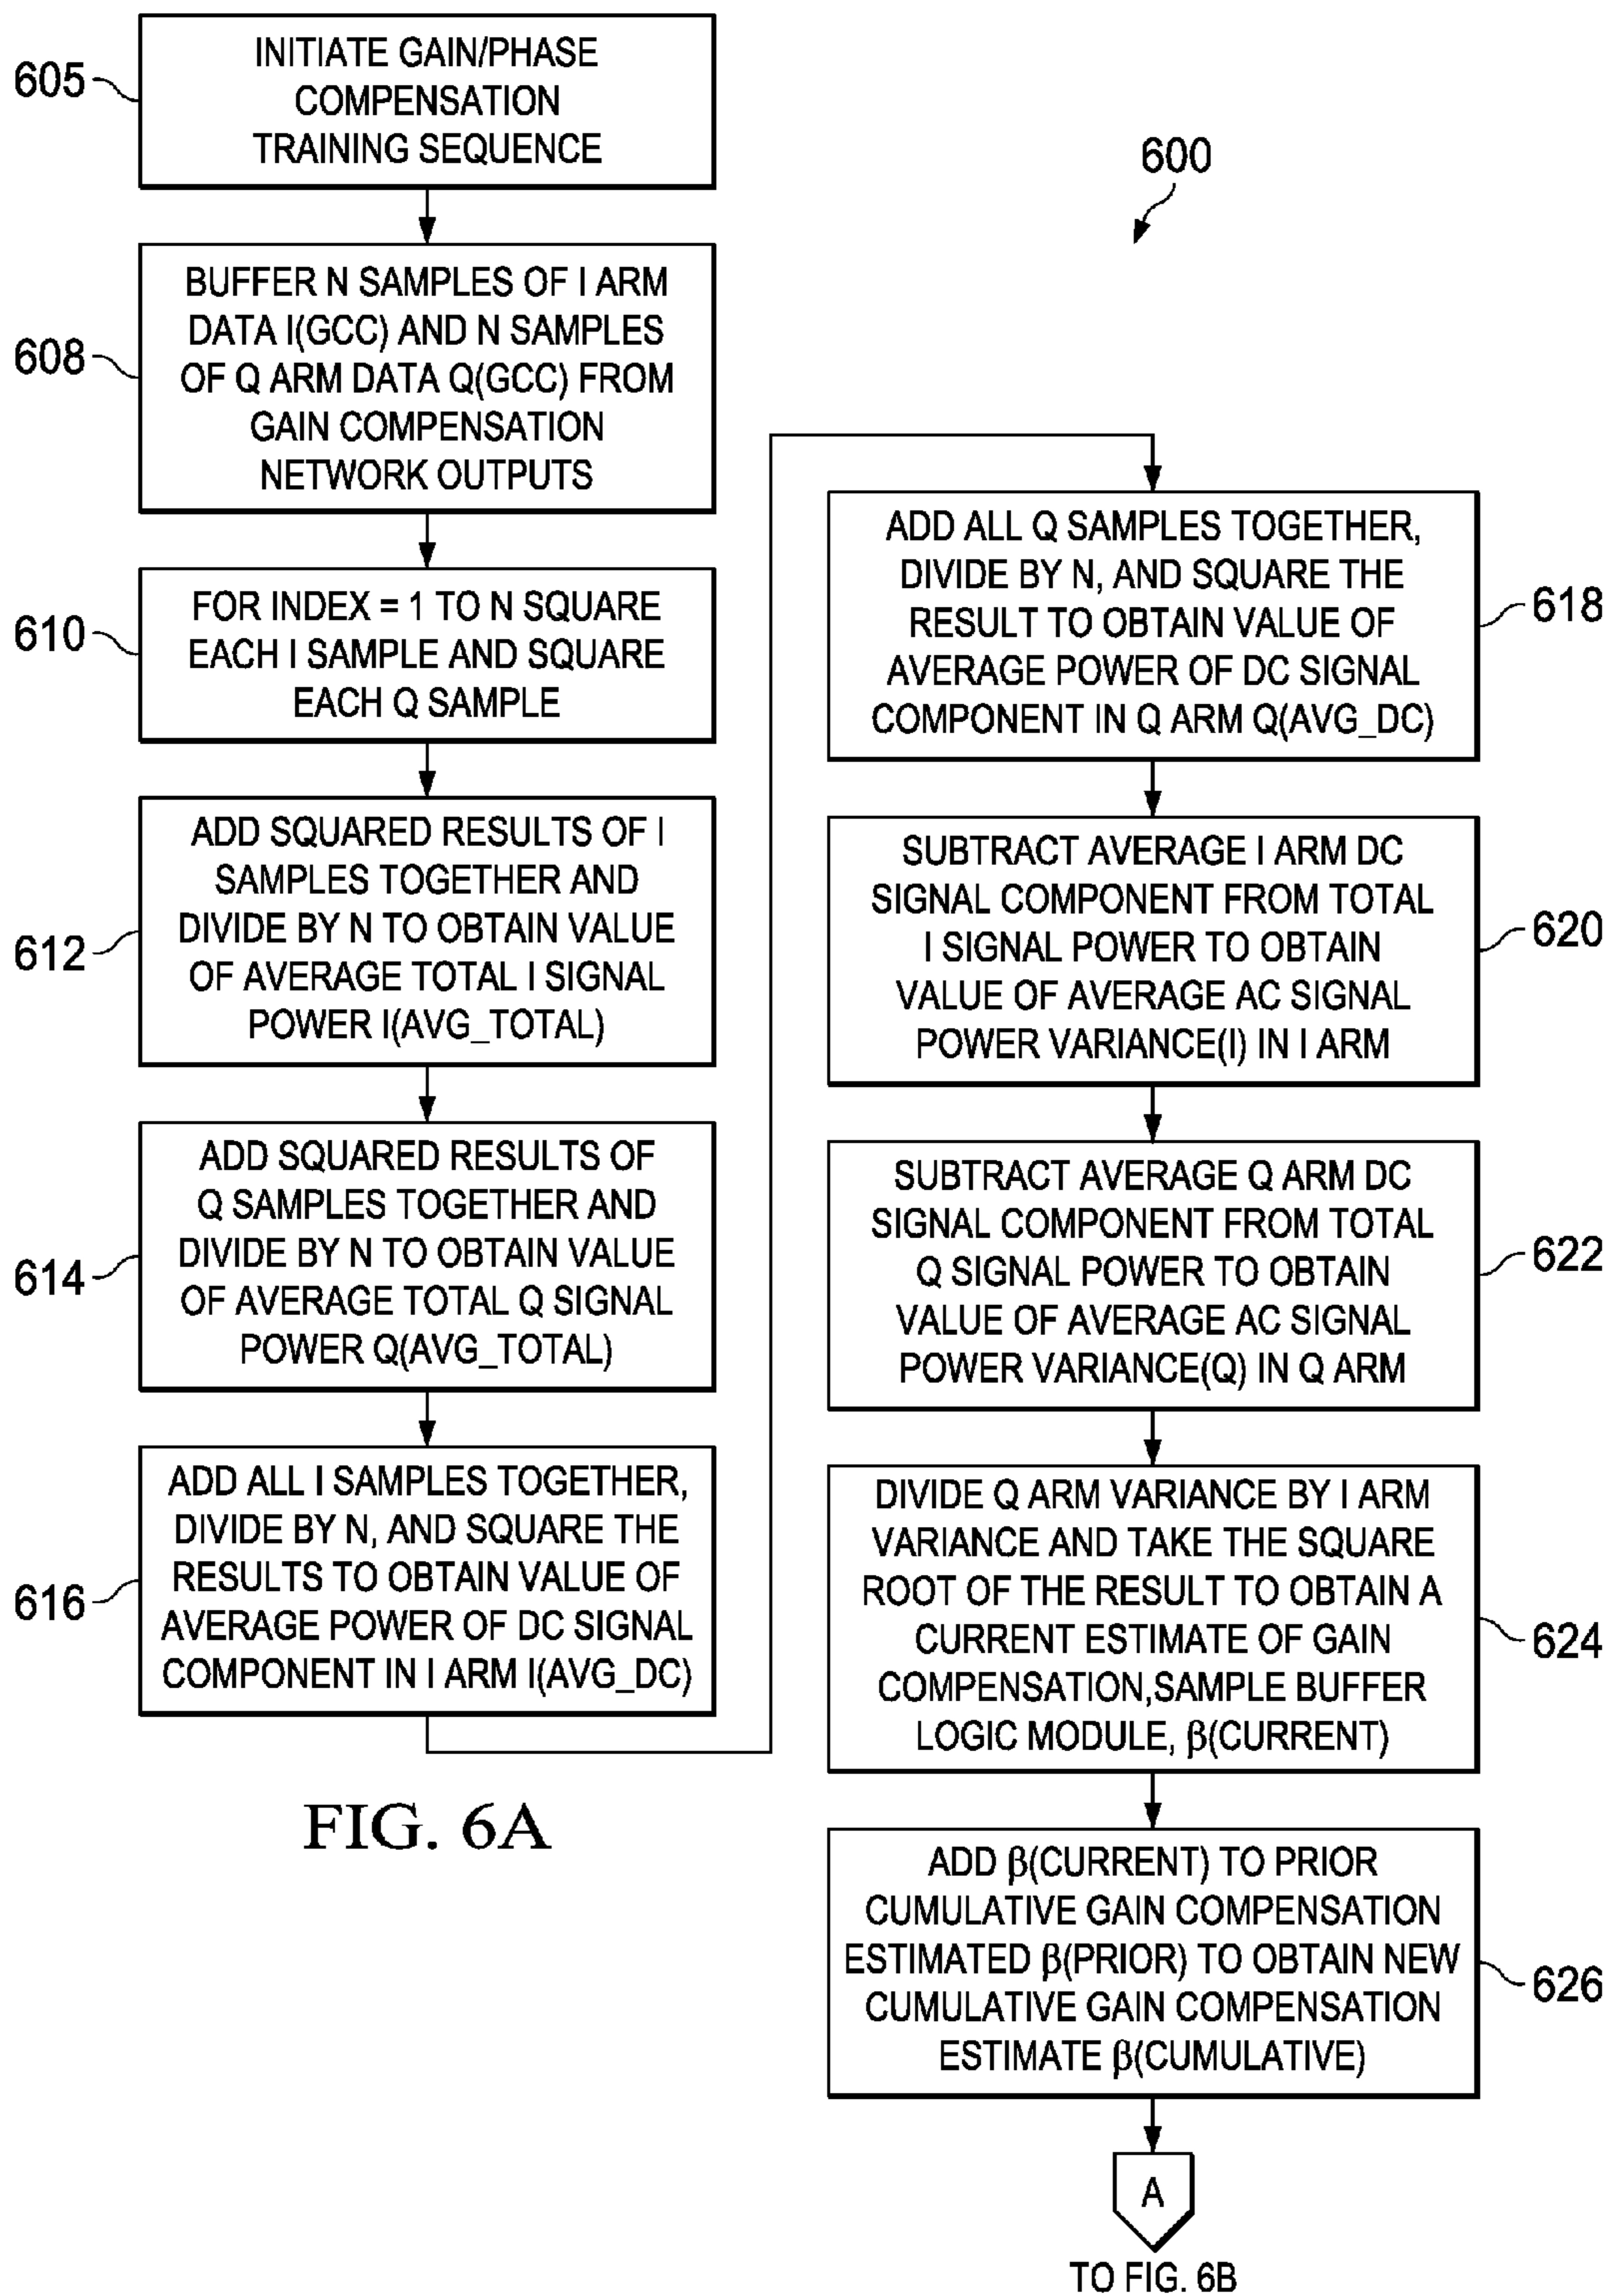 605
INITIATE GAIN/PHASE
COMPENSATION
TRAINING SEQUENCE
600
608
BUFFER N SAMPLES OF I ARM
DATA I(GCC) AND N SAMPLES
OF Q ARM DATA Q(GCC) FROM
GAIN COMPENSATION
NETWORK OUTPUTS
610
FOR INDEX = 1 TO N SQUARE
EACH I SAMPLE AND SQUARE
EACH Q SAMPLE
612
ADD SQUARED RESULTS OF I
SAMPLES TOGETHER AND
DIVIDE BY N TO OBTAIN VALUE
OF AVERAGE TOTAL I SIGNAL
POWER I(AVG_TOTAL)
614
ADD SQUARED RESULTS OF
Q SAMPLES TOGETHER AND
DIVIDE BY N TO OBTAIN VALUE
OF AVERAGE TOTAL Q SIGNAL
POWER Q(AVG_TOTAL)
616
ADD ALL I SAMPLES TOGETHER,
DIVIDE BY N, AND SQUARE THE
RESULTS TO OBTAIN VALUE OF
AVERAGE POWER OF DC SIGNAL
COMPONENT IN I ARM I(AVG_DC)
FIG. 6A
ADD ALL Q SAMPLES TOGETHER,
DIVIDE BY N, AND SQUARE THE
RESULT TO OBTAIN VALUE OF
AVERAGE POWER OF DC SIGNAL
COMPONENT IN Q ARM Q(AVG_DC)
618
SUBTRACT AVERAGE I ARM DC
SIGNAL COMPONENT FROM TOTAL
I SIGNAL POWER TO OBTAIN
VALUE OF AVERAGE AC SIGNAL
POWER VARIANCE(I) IN I ARM
620
SUBTRACT AVERAGE Q ARM DC
SIGNAL COMPONENT FROM TOTAL
Q SIGNAL POWER TO OBTAIN
VALUE OF AVERAGE AC SIGNAL
POWER VARIANCE(Q) IN Q ARM
622
DIVIDE Q ARM VARIANCE BY I ARM
VARIANCE AND TAKE THE SQUARE
ROOT OF THE RESULT TO OBTAIN A
CURRENT ESTIMATE OF GAIN
COMPENSATION,SAMPLE BUFFER
LOGIC MODULE, β(CURRENT)
624
ADD β(CURRENT) TO PRIOR
CUMULATIVE GAIN COMPENSATION
ESTIMATED β(PRIOR) TO OBTAIN NEW
CUMULATIVE GAIN COMPENSATION
ESTIMATE β(CUMULATIVE)
626
A
TO FIG. 6B